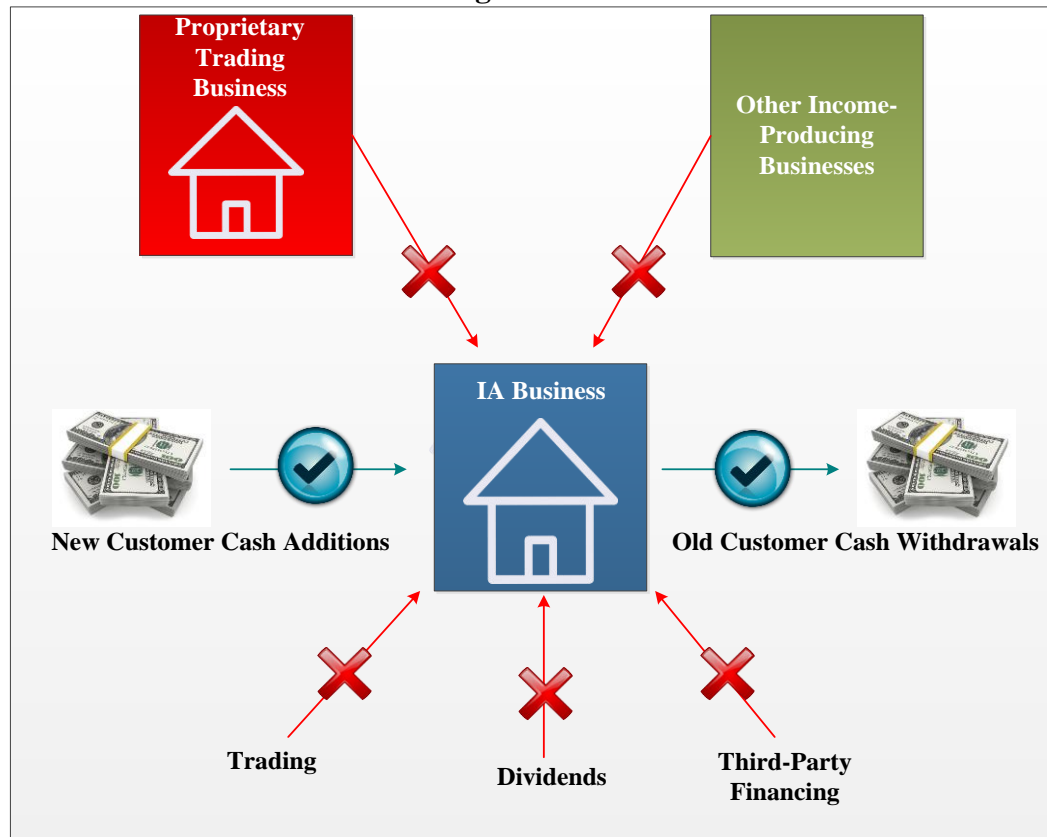 Proprietary
Trading
Business
Other Income-
Producing
Businesses
IA Business
New Customer Cash Additions
Old Customer Cash Withdrawals
Trading
Dividends
Third-Party
Financing